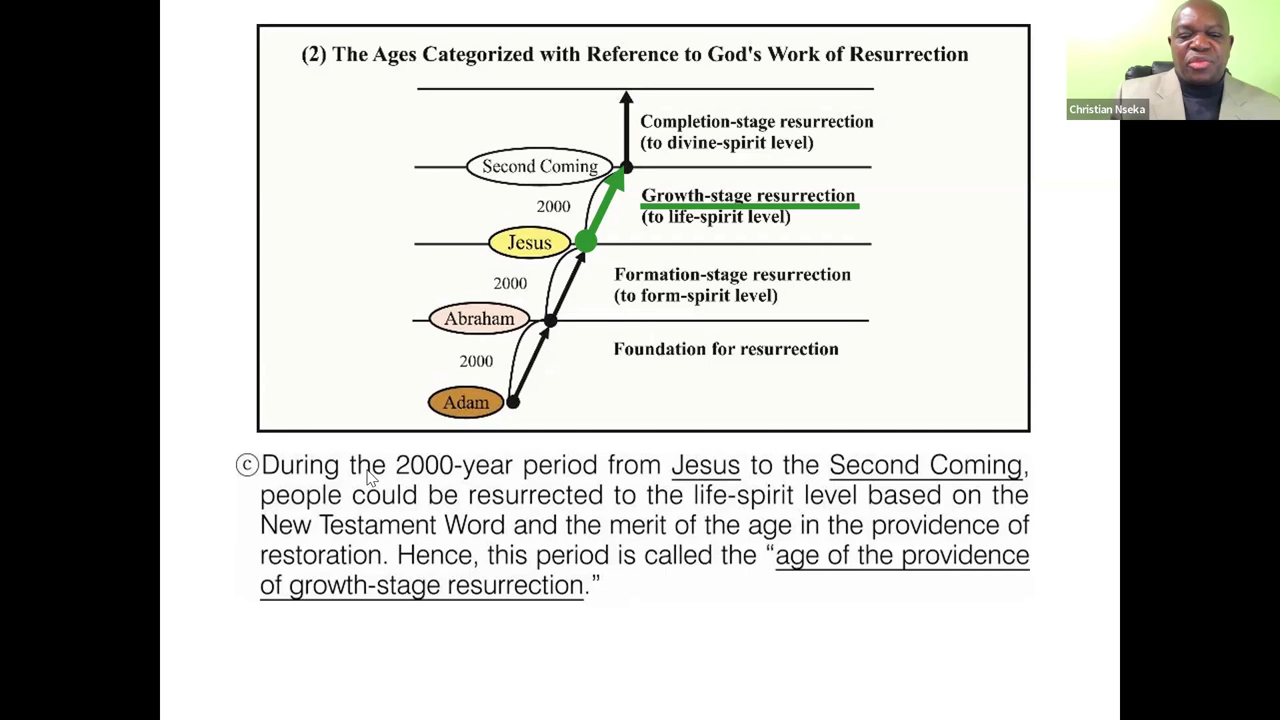 (2) The Ages Categorized with Reference to God's Work of Resurrection
Christian Nseka
Completion-stage resurrection
(to divine-spirit level)
Second Coming
Growth-stage resurrection
2000
(to life-spirit level)
Jesus
Formation-stage resurrection
2000
(to form-spirit level)
Abraham
Foundation for resurrection
2000
Adam
ⓒDuring the 2000-year period from Jesus to the Second Coming,
people could be resurrected to the life-spirit level based on the
New Testament Word and the merit of the age in the providence of
restoration. Hence, this period is called the “age of the providence
of growth-stage resurrection.”